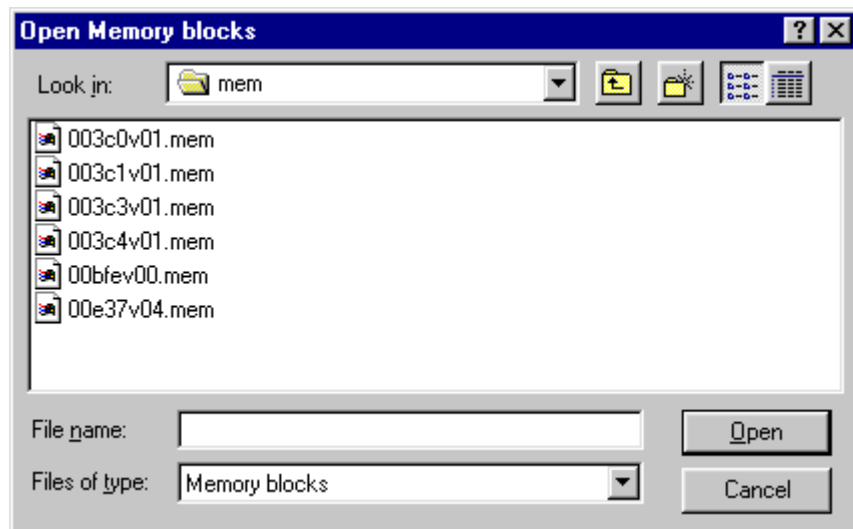 Open Memory blocks
Look in: mem
003c0v01.mem
003c1v01.mem
003c3v01.mem
003c4v01.mem
00bfev00.mem
00e37v04.mem
File name: Open
Files of type: Memory blocks Cancel